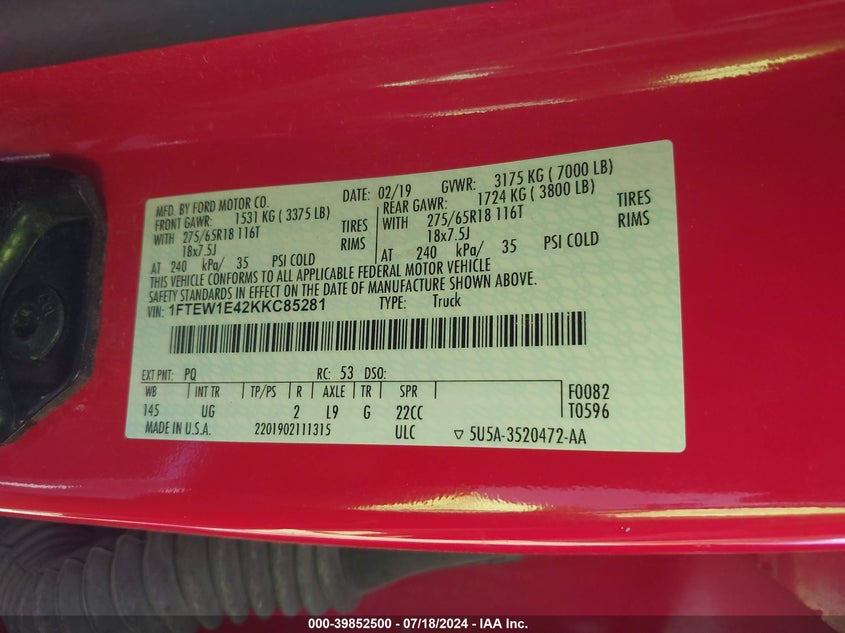 MFD. BY FORD MOTOR CO.
DATE: 02/19 GVWR: 3175 KG ( 7000 LB)
FRONT GAWR: 1531 KG ( 3375 LB) REAR GAWR: 1724 KG ( 3800 LB)
WITH 275/65R18 116T TIRES WITH 275/65R18 116T TIRES
18x7.5J RIMS 18x7.5J RIMS
AT 240 kPa/ 35 PSI COLD AT 240 kPa/ 35 PSI COLD
THIS VEHICLE CONFORMS TO ALL APPLICABLE FEDERAL MOTOR VEHICLE
SAFETY STANDARDS IN EFFECT ON THE DATE OF MANUFACTURE SHOWN ABOVE.
VIN: 1FTEW1E42KKC85281 TYPE: Truck
EXT PNT: PQ RC: 53 DSO:
WB INT TR TP/PS R AXLE TR SPR F0082
145 UG 2 L9 G 22CC T0596
MADE IN U.S.A. 2201902111315 ULC ▽ 5U5A-3520472-AA
000-39852500 - 07/18/2024 - IAA Inc.